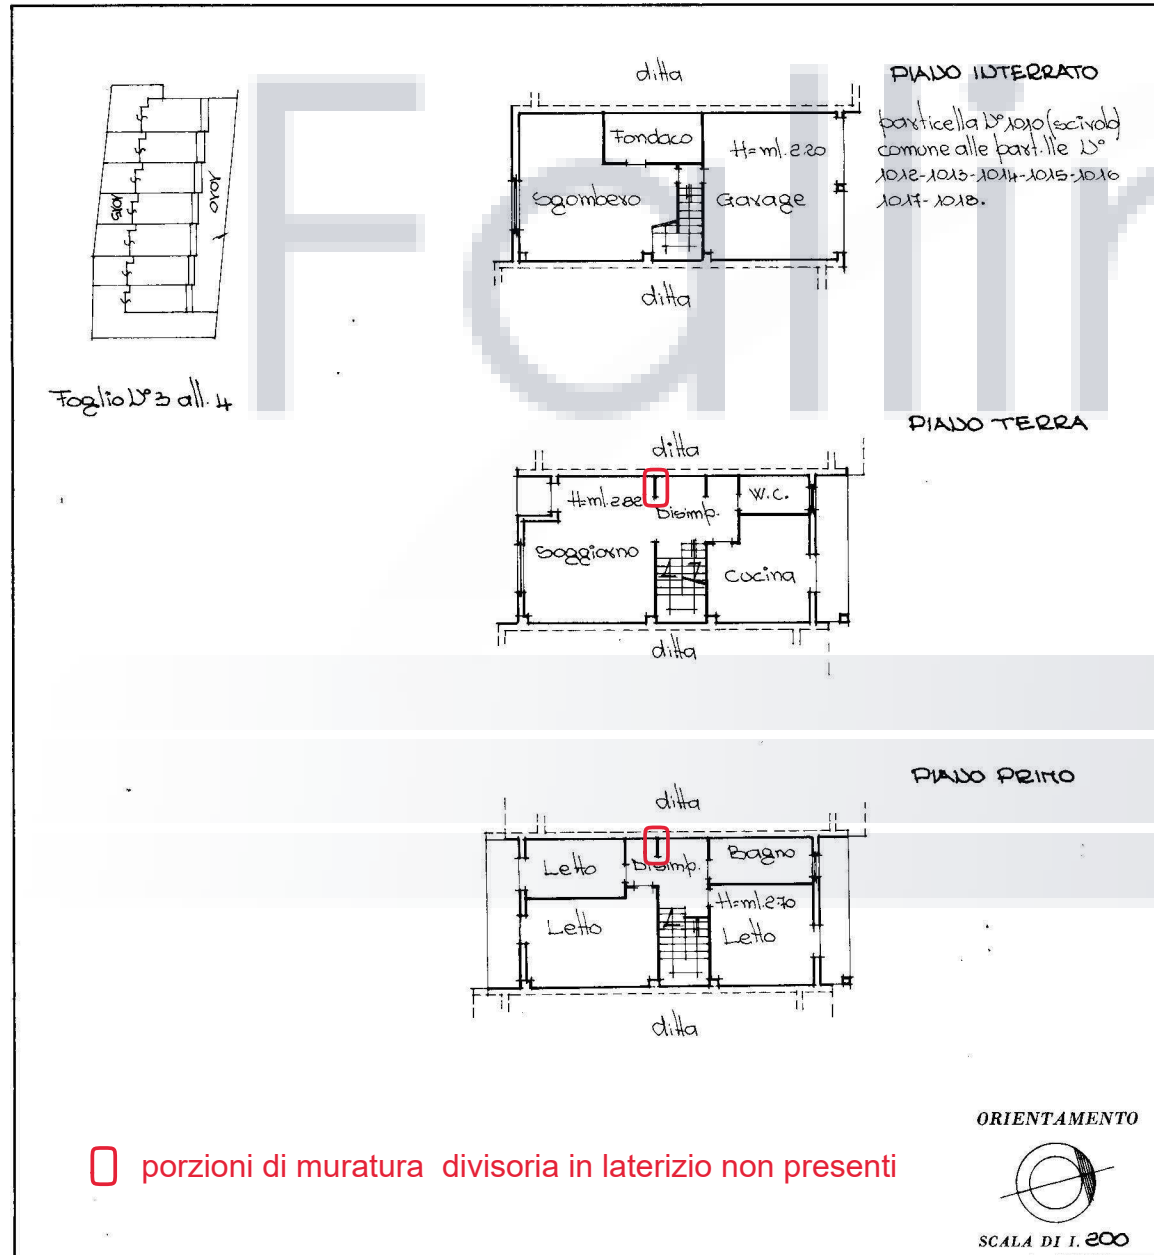 ditta
PIANO INTERRATO
particella N° 1010 (scivolo)
comune alle part.lle N°
1012-1013-1014-1015-1016
1017-1018.
Fondaco
H=ml.2.20
Sgombero
Garage
1015
1010
ditta
Foglio N° 3 all. 4
PIANO TERRA
ditta
H=ml.2.82
Disimp.
W.C.
Soggiorno
Cucina
ditta
PIANO PRIMO
ditta
Letto
Disimp.
Bagno
H=ml.2.70
Letto
Letto
ditta
ORIENTAMENTO
porzioni di muratura divisoria in laterizio non presenti
SCALA DI 1. 200